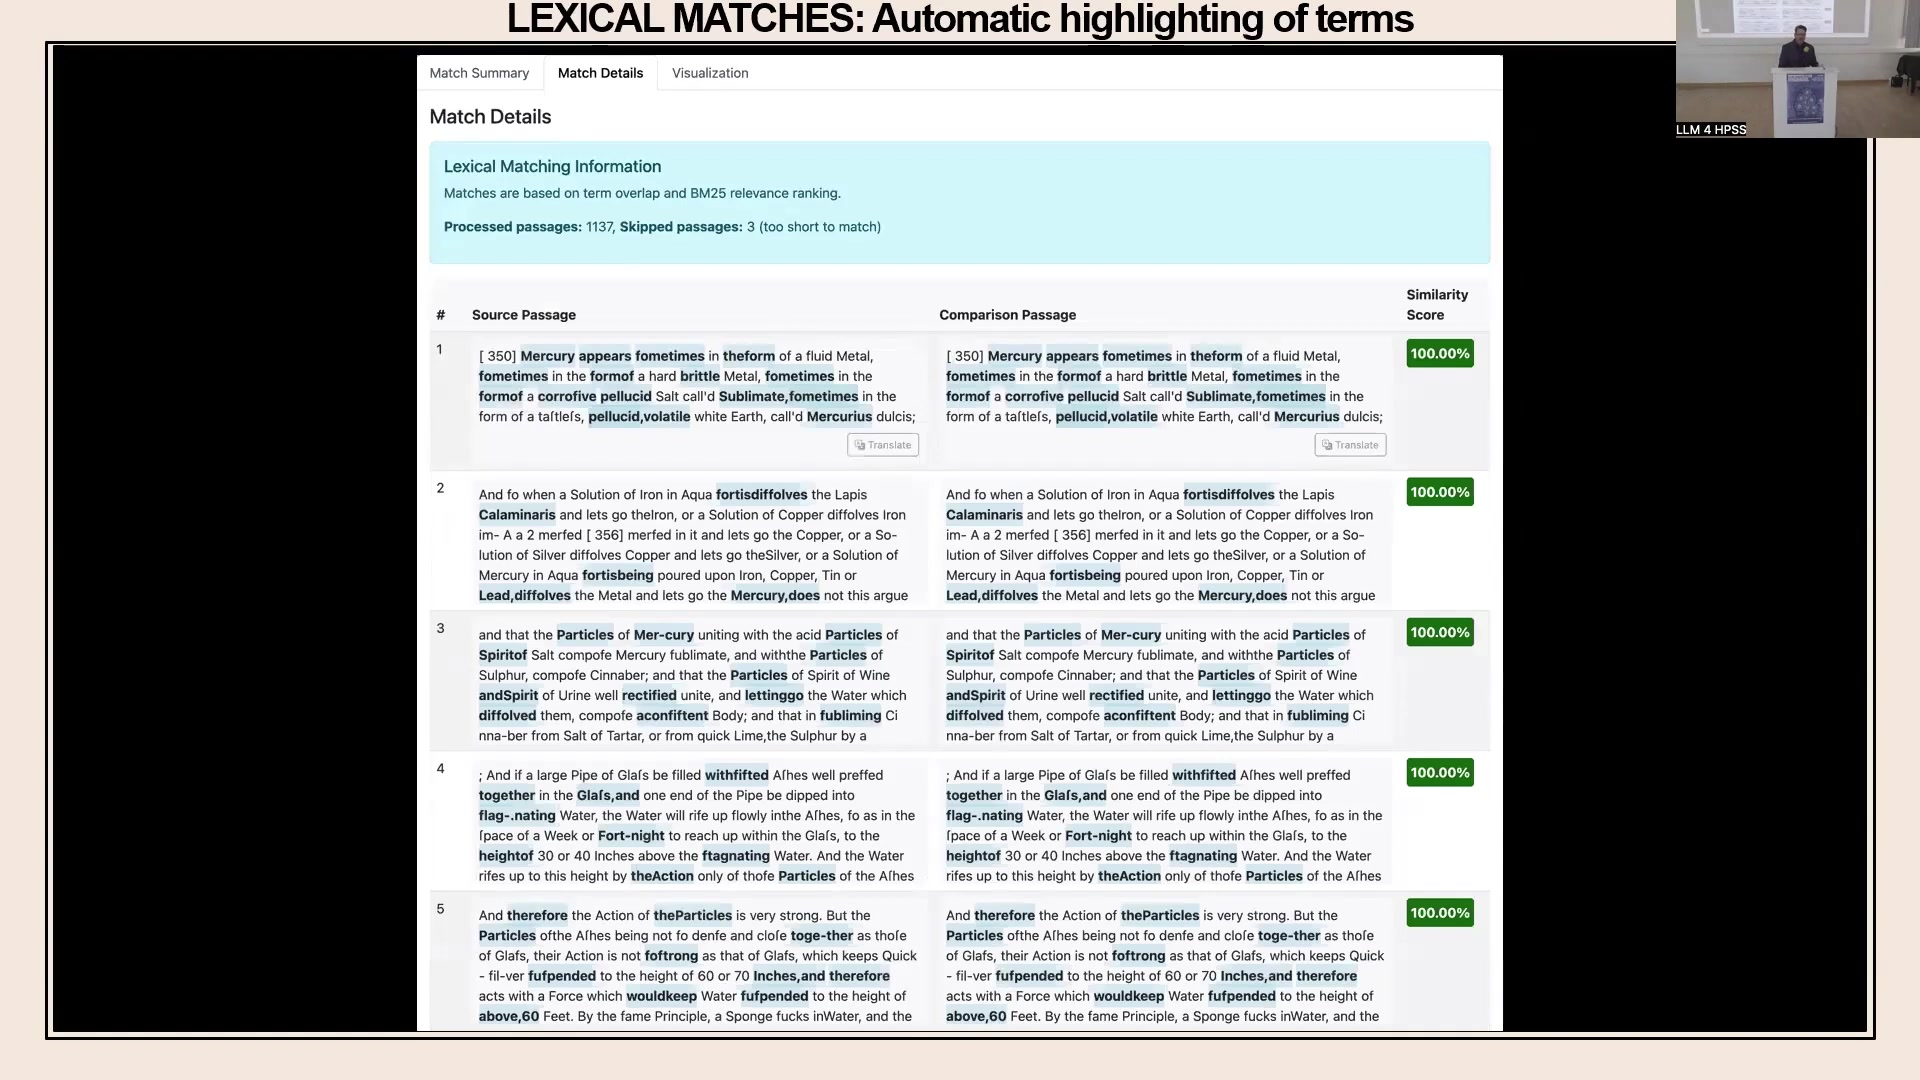 LEXICAL MATCHES: Automatic highlighting of terms
LLM 4 HPSS
Match Summary
Match Details
Visualization
Match Details
Lexical Matching Information
Matches are based on term overlap and BM25 relevance ranking.
Processed passages: 1137, Skipped passages: 3 (too short to match)
#
Source Passage
Comparison Passage
Similarity
Score
1
[ 350] Mercury appears fometimes in theform of a fluid Metal,
fometimes in the formof a hard brittle Metal, fometimes in the
formof a corrofive pellucid Salt call'd Sublimate,fometimes in the
form of a taſtleſs, pellucid,volatile white Earth, call'd Mercurius dulcis;
Translate
[ 350] Mercury appears fometimes in theform of a fluid Metal,
fometimes in the formof a hard brittle Metal, fometimes in the
formof a corrofive pellucid Salt call'd Sublimate,fometimes in the
form of a taſtleſs, pellucid,volatile white Earth, call'd Mercurius dulcis;
Translate
100.00%
2
And fo when a Solution of Iron in Aqua fortisdiffolves the Lapis
Calaminaris and lets go theIron, or a Solution of Copper diffolves Iron
im- A a 2 merfed [ 356] merfed in it and lets go the Copper, or a So-
lution of Silver diffolves Copper and lets go theSilver, or a Solution of
Mercury in Aqua fortisbeing poured upon Iron, Copper, Tin or
Lead,diffolves the Metal and lets go the Mercury,does not this argue
And fo when a Solution of Iron in Aqua fortisdiffolves the Lapis
Calaminaris and lets go theIron, or a Solution of Copper diffolves Iron
im- A a 2 merfed [ 356] merfed in it and lets go the Copper, or a So-
lution of Silver diffolves Copper and lets go theSilver, or a Solution of
Mercury in Aqua fortisbeing poured upon Iron, Copper, Tin or
Lead,diffolves the Metal and lets go the Mercury,does not this argue
100.00%
3
and that the Particles of Mer-cury uniting with the acid Particles of
Spiritof Salt compofe Mercury fublimate, and withthe Particles of
Sulphur, compofe Cinnaber; and that the Particles of Spirit of Wine
andSpirit of Urine well rectified unite, and lettinggo the Water which
diffolved them, compofe aconfiftent Body; and that in fubliming Ci
nna-ber from Salt of Tartar, or from quick Lime,the Sulphur by a
and that the Particles of Mer-cury uniting with the acid Particles of
Spiritof Salt compofe Mercury fublimate, and withthe Particles of
Sulphur, compofe Cinnaber; and that the Particles of Spirit of Wine
andSpirit of Urine well rectified unite, and lettinggo the Water which
diffolved them, compofe aconfiftent Body; and that in fubliming Ci
nna-ber from Salt of Tartar, or from quick Lime,the Sulphur by a
100.00%
4
; And if a large Pipe of Glaſs be filled withfifted Aſhes well preffed
together in the Glaſs,and one end of the Pipe be dipped into
flag-.nating Water, the Water will rife up flowly inthe Aſhes, fo as in the
ſpace of a Week or Fort-night to reach up within the Glaſs, to the
heightof 30 or 40 Inches above the ftagnating Water. And the Water
rifes up to this height by theAction only of thofe Particles of the Aſhes
; And if a large Pipe of Glaſs be filled withfifted Aſhes well preffed
together in the Glaſs,and one end of the Pipe be dipped into
flag-.nating Water, the Water will rife up flowly inthe Aſhes, fo as in the
ſpace of a Week or Fort-night to reach up within the Glaſs, to the
heightof 30 or 40 Inches above the ftagnating Water. And the Water
rifes up to this height by theAction only of thofe Particles of the Aſhes
100.00%
5
And therefore the Action of theParticles is very strong. But the
Particles ofthe Aſhes being not fo denfe and cloſe toge-ther as thoſe
of Glafs, their Action is not foftrong as that of Glafs, which keeps Quick
- fil-ver fufpended to the height of 60 or 70 Inches,and therefore
acts with a Force which wouldkeep Water fufpended to the height of
above,60 Feet. By the fame Principle, a Sponge fucks inWater, and the
And therefore the Action of theParticles is very strong. But the
Particles ofthe Aſhes being not fo denfe and cloſe toge-ther as thoſe
of Glafs, their Action is not foftrong as that of Glafs, which keeps Quick
- fil-ver fufpended to the height of 60 or 70 Inches,and therefore
acts with a Force which wouldkeep Water fufpended to the height of
above,60 Feet. By the fame Principle, a Sponge fucks inWater, and the
100.00%